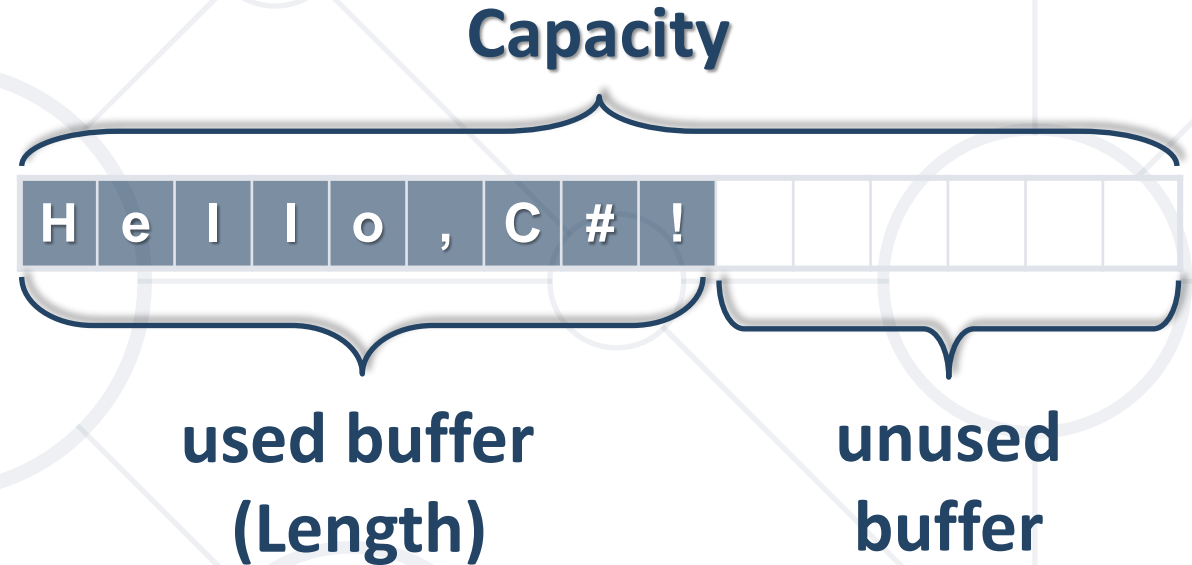 Capacity
H e l l o , C # !
used buffer unused
(Length) buffer